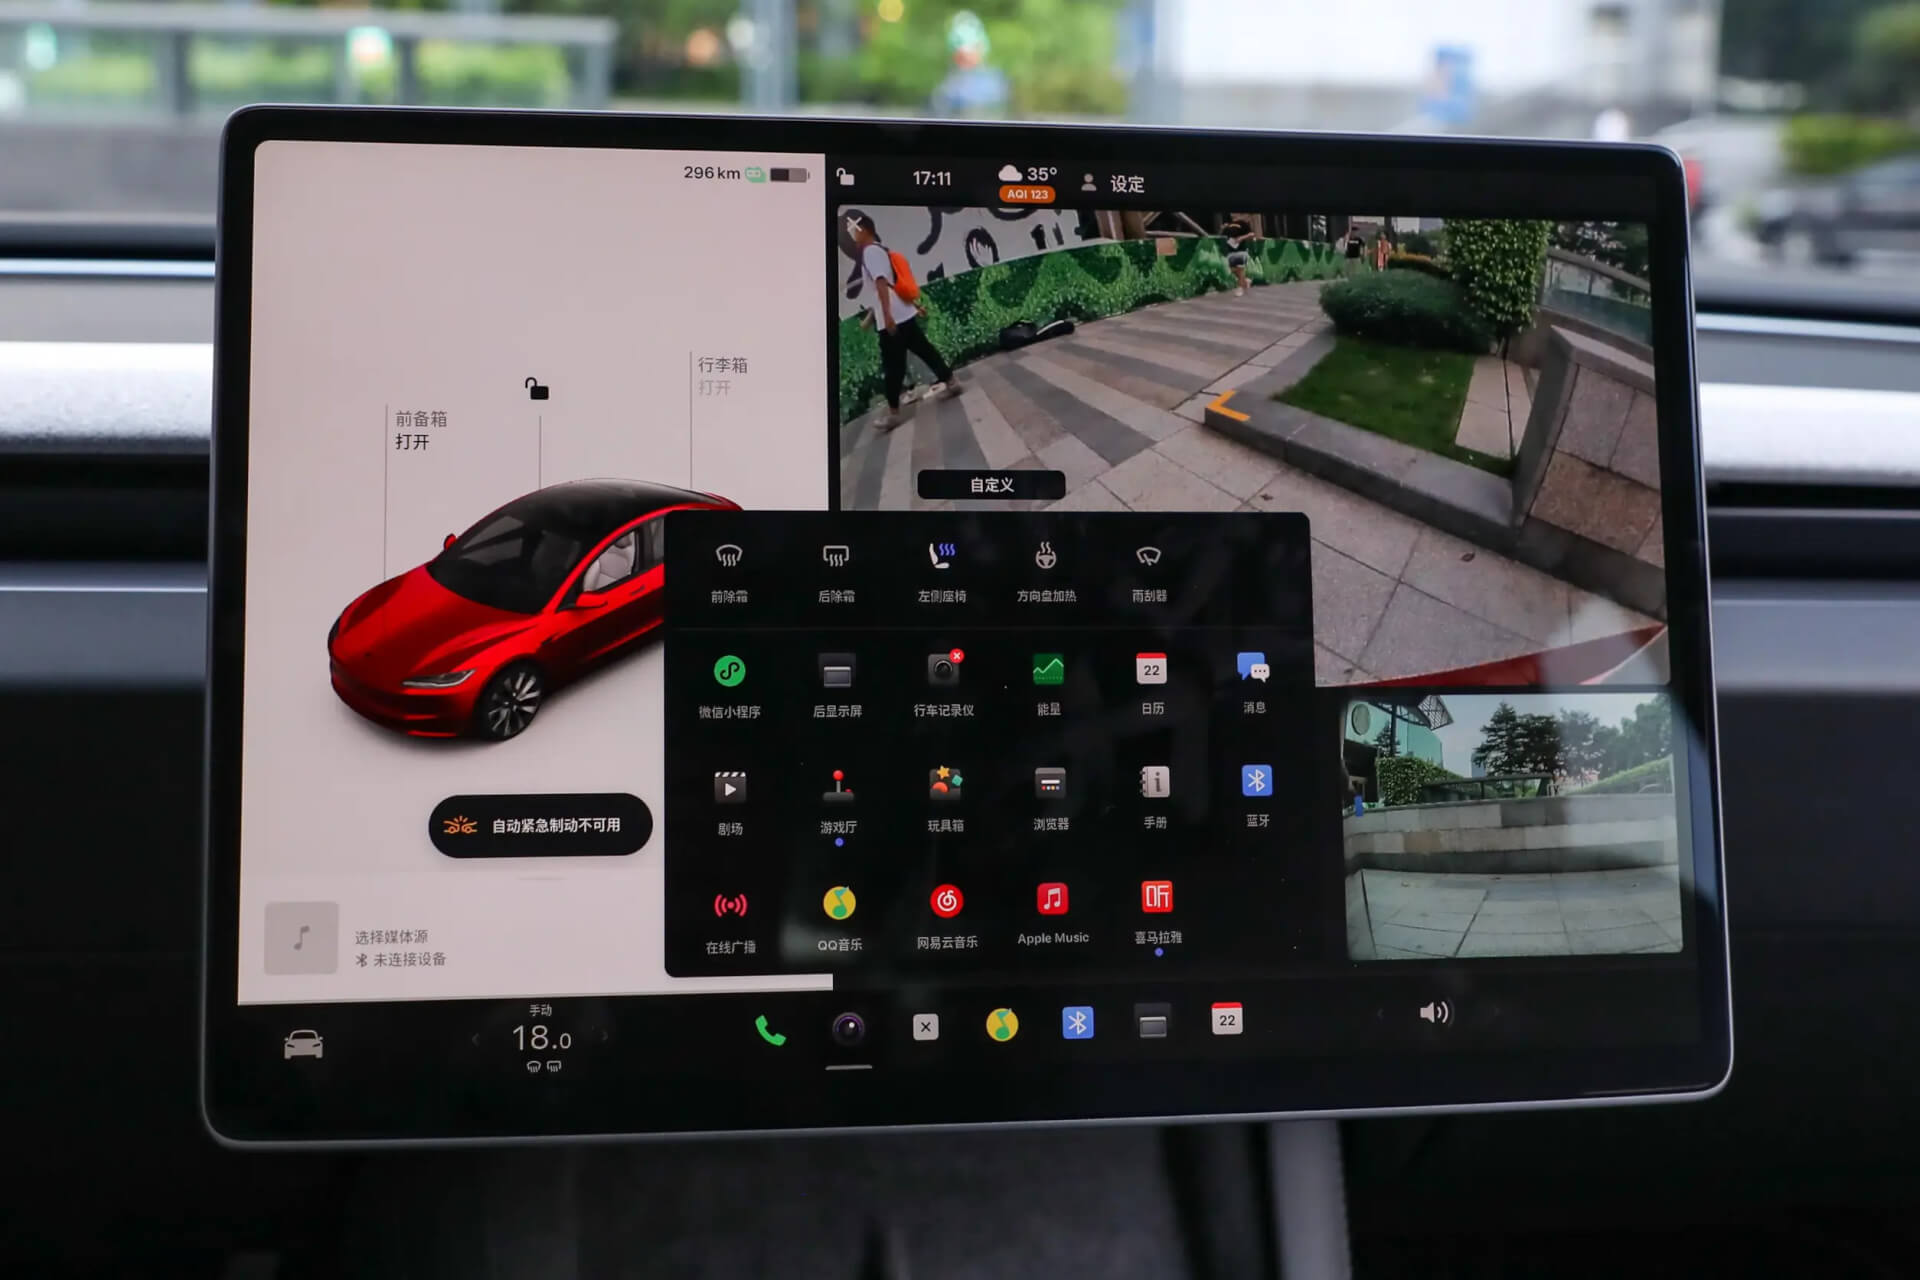 296 km
17:11
35°
AQI 123
设定
行李箱
打开
前备箱
打开
自定义
前除霜
后除霜
左侧座椅
方向盘加热
雨刮器
微信小程序
后显示屏
行车记录仪
能量
22
日历
消息
剧场
游戏厅
玩具箱
浏览器
手册
蓝牙
自动紧急制动不可用
在线广播
QQ音乐
网易云音乐
Apple Music
听
喜马拉雅
选择媒体源
未连接设备
手动
18.0
22